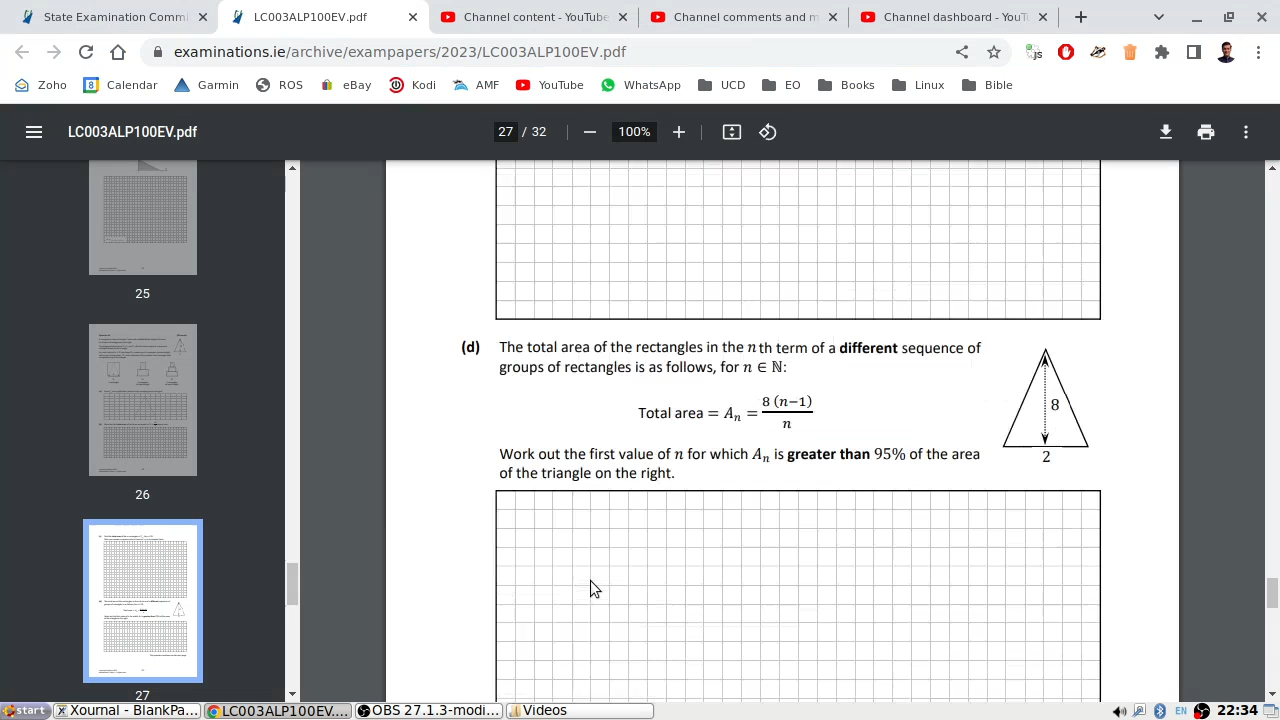 State Examination Commi
LC003ALP100EV.pdf
Channel content - YouTube
Channel comments and m
Channel dashboard - YouT
examinations.ie/archive/exampapers/2023/LC003ALP100EV.pdf
Zoho
Calendar
Garmin
ROS
eBay
Kodi
AMF
YouTube
WhatsApp
UCD
EO
Books
Linux
Bible
LC003ALP100EV.pdf
27 / 32
100%
25
26
27
(d) The total area of the rectangles in the n th term of a different sequence of
groups of rectangles is as follows, for n ∈ ℕ:
Total area = Aₙ = 8 (n−1)
n
8
Work out the first value of n for which Aₙ is greater than 95% of the area
of the triangle on the right.
2
start
Xournal - BlankPa...
LC003ALP100EV....
OBS 27.1.3-modi...
Videos
EN
22:34